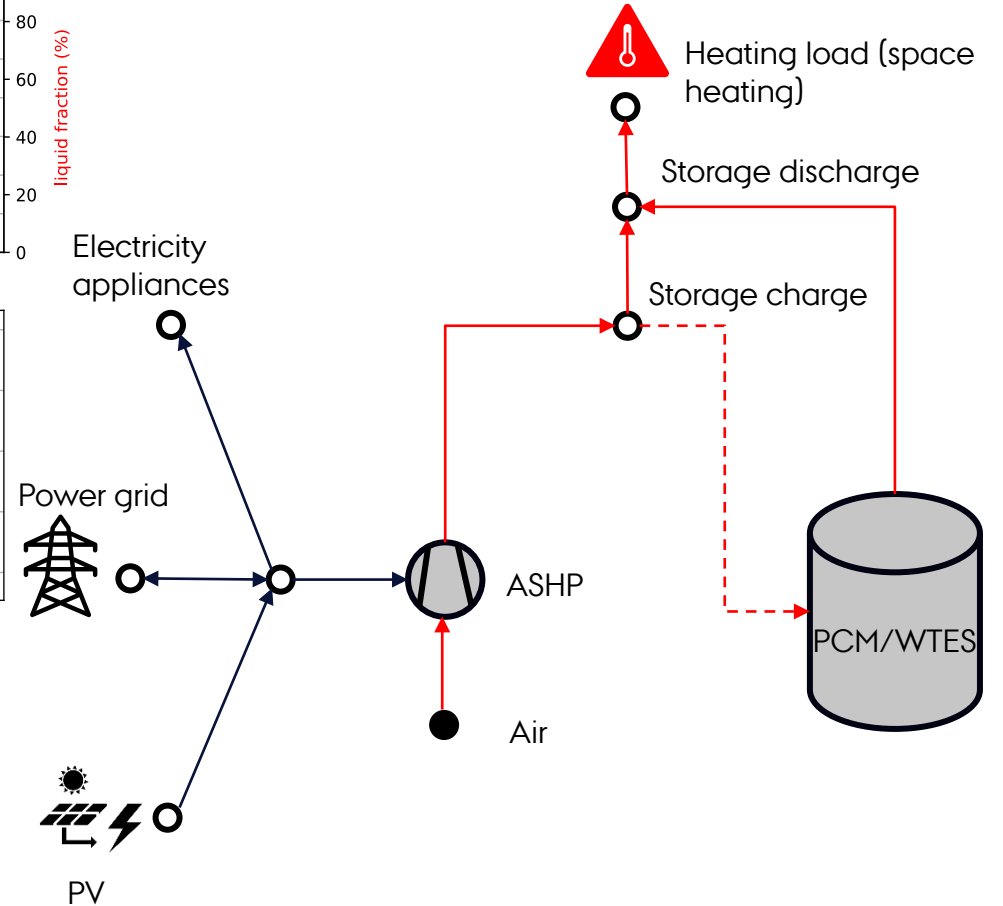 80
60
40
20
0
liquid fraction (%)
Heating load (space
heating)
Storage discharge
Electricity
appliances
Storage charge
Power grid
ASHP
PCM/WTES
Air
PV